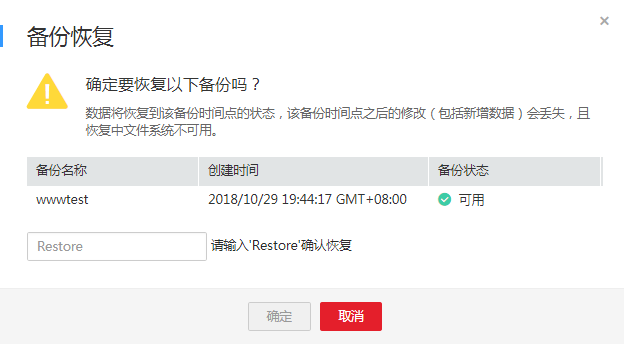 备份恢复
确定要恢复以下备份吗？
数据将恢复到该备份时间点的状态，该备份时间点之后的修改（包括新增数据）会丢失，且
恢复中文件系统不可用。
备份名称 创建时间 备份状态
wwwtest 2018/10/29 19:44:17 GMT+08:00 可用
Restore 请输入'Restore'确认恢复
确定 取消